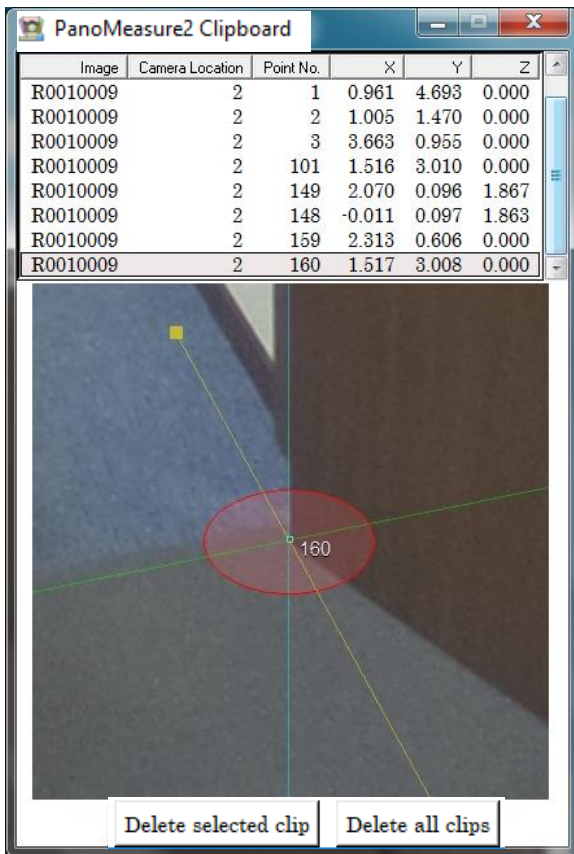 PanoMeasure2 Clipboard
Image Camera Location Point No. X Y Z
R0010009 2 1 0.961 4.693 0.000
R0010009 2 2 1.005 1.470 0.000
R0010009 2 3 3.663 0.955 0.000
R0010009 2 101 1.516 3.010 0.000
R0010009 2 149 2.070 0.096 1.867
R0010009 2 148 -0.011 0.097 1.863
R0010009 2 159 2.313 0.606 0.000
R0010009 2 160 1.517 3.008 0.000
160
Delete selected clip Delete all clips